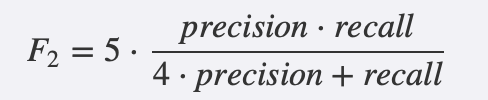 F₂ = 5 · precision · recall / 4 · precision + recall